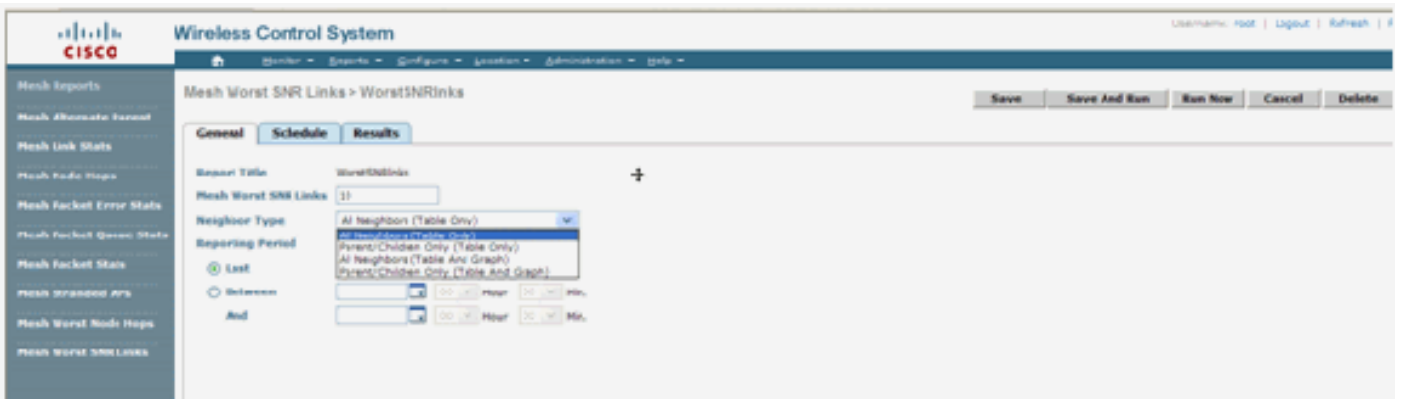 CISCO
Wireless Control System
Username: root | Logout | Refresh |
Monitor Reports Configure Location Administration Help
Mesh Reports
Mesh Alternate Parent
Mesh Link Stats
Mesh Node Hops
Mesh Packet Error Stats
Mesh Packet Queue Stats
Mesh Packet Stats
Mesh Stranded APs
Mesh Worst Node Hops
Mesh Worst SNR Links
Mesh Worst SNR Links > WorstSNRlnks
Save
Save And Run
Run Now
Cancel
Delete
General
Schedule
Results
Report Title WorstSNRlinks
Mesh Worst SNR Links
Neighbor Type All Neighbors (Table Only)
All Neighbors (Table Only)
Parent/Children Only (Table Only)
All Neighbors (Table And Graph)
Parent/Children Only (Table And Graph)
Reporting Period
Last
Between Hour Min.
And Hour Min.